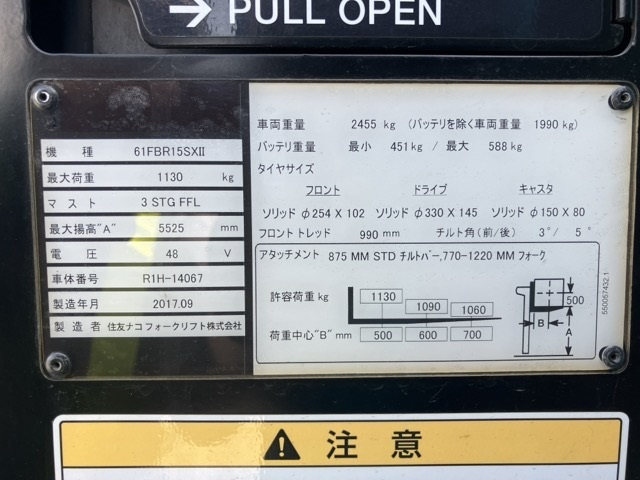 → PULL OPEN
機 種 61FBR15SXII
最大荷重 1130 kg
マ ス ト 3 STG FFL
最大揚高"A" 5525 mm
電 圧 48 V
車体番号 R1H-14067
製造年月 2017.09
製 造 者 住友ナコフォークリフト株式会社
車両重量 2455 kg (バッテリを除く車両重量 1990 kg)
バッテリ重量 最小 451 kg / 最大 588 kg
タイヤサイズ
フロント ドライブ キャスタ
ソリッド φ254 X 102 ソリッド φ330 X 145 ソリッド φ150 X 80
フロント トレッド 990 mm チルト角(前/後) 3°/ 5°
アタッチメント 875 MM STD チルトバー,770-1220 MM フォーク
許容荷重 kg 1130 1090 1060
荷重中心"B" mm 500 600 700
500
B A
550057432.1
注 意